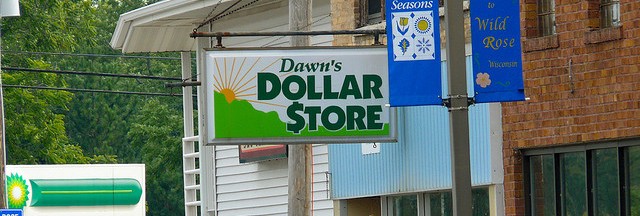 Dawn's
DOLLAR
$TORE
Seasons
to
Wild
Rose
Wisconsin